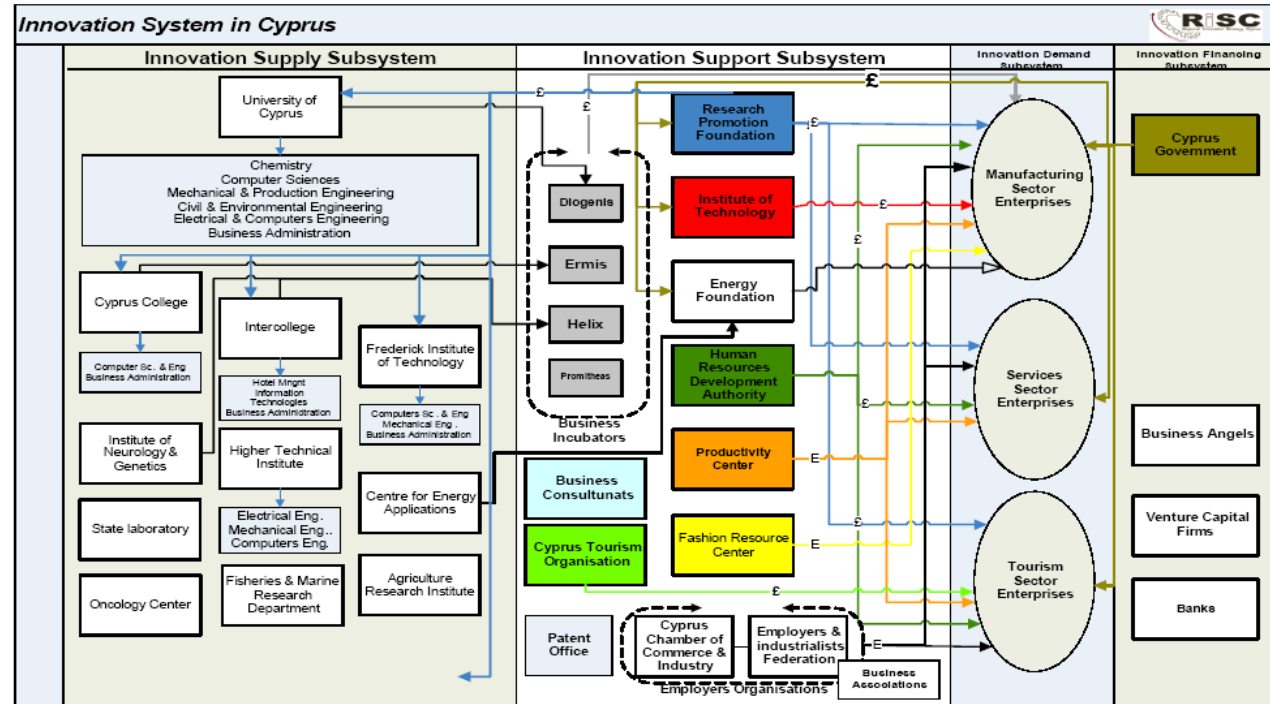 Innovation System in Cyprus
RiSC
Innovation Supply Subsystem
Innovation Support Subsystem
Innovation Demand
Subsystem
Innovation Financing
Subsystem
University of
Cyprus
Chemistry
Computer Sciences
Mechanical & Production Engineering
Civil & Environmental Engineering
Electrical & Computers Engineering
Business Administration
Cyprus College
Computer Sc. & Eng
Business Administration
Intercollege
Hotel Mngnt
Information
Technologies
Business Adminidtration
Frederick Institute
of Technology
Computers Sc. & Eng
Mechanical Eng.
Business Administration
Institute of
Neurology &
Genetics
Higher Technical
Institute
Electrical Eng.
Mechanical Eng..
Computers Eng.
Centre for Energy
Applications
State laboratory
Oncology Center
Fisheries & Marine
Research
Department
Agriculture
Research Institute
£
£
£
Diogenis
Ermis
Helix
Promitheas
Business
Incubators
Research
Promotion
Foundation
£
Institute of
Technology
£
Energy
Foundation
£
Human
Resources
Development
Authority
£
Productivity
Center
E
Fashion Resource
Center
E
Business
Consultunats
Cyprus Tourism
Organisation
£
£
Patent
Office
Cyprus
Chamber of
Commerce &
Industry
Employers &
industrialists
Federation
E
Business
Associations
Employers Organisations
Manufacturing
Sector
Enterprises
Services
Sector
Enterprises
Tourism
Sector
Enterprises
Cyprus
Government
Business Angels
Venture Capital
Firms
Banks